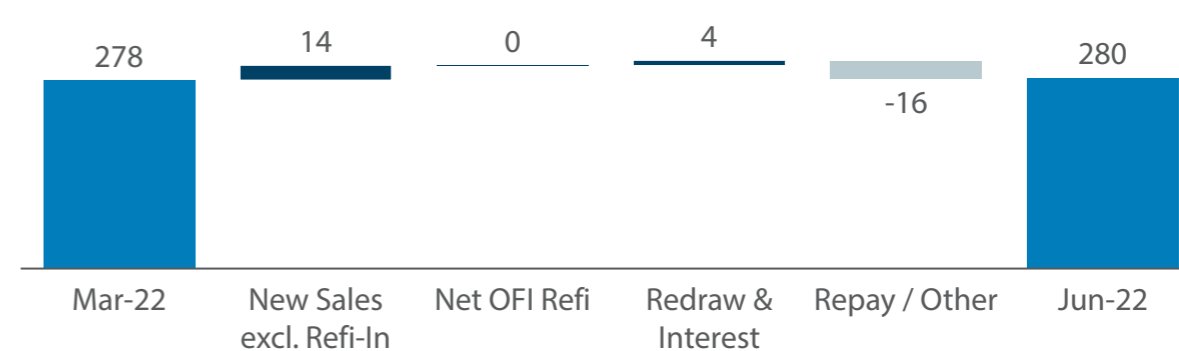 278
14
0
4
-16
280
Mar-22
New Sales
excl. Refi-In
Net OFI Refi
Redraw &
Interest
Repay / Other
Jun-22